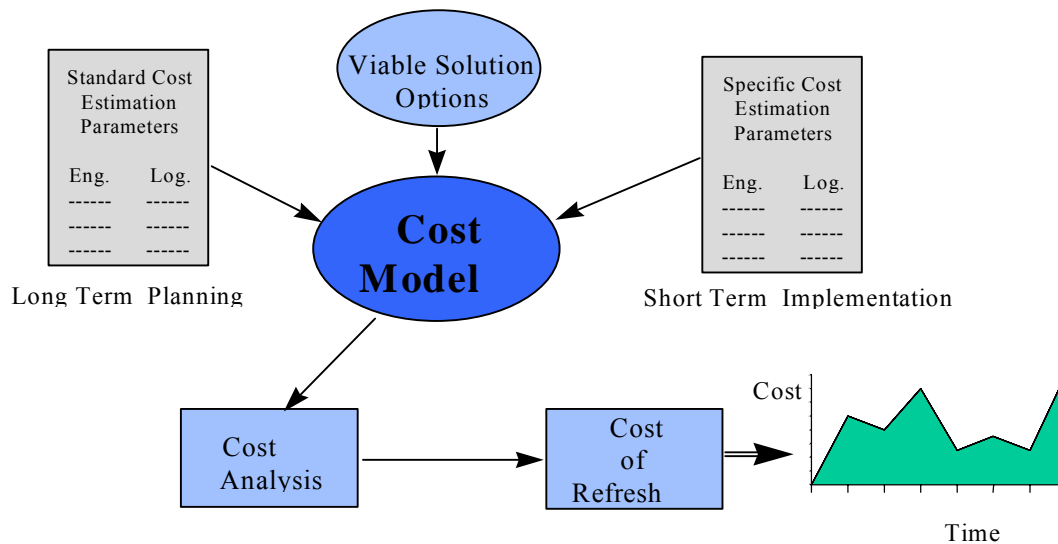 Standard Cost
Estimation
Parameters
Eng. Log.
------ ------
------ ------
------ ------
Long Term Planning
Viable Solution
Options
Specific Cost
Estimation
Parameters
Eng. Log.
------ ------
------ ------
------ ------
Short Term Implementation
Cost
Model
Cost
Analysis
Cost
of
Refresh
Cost
Time